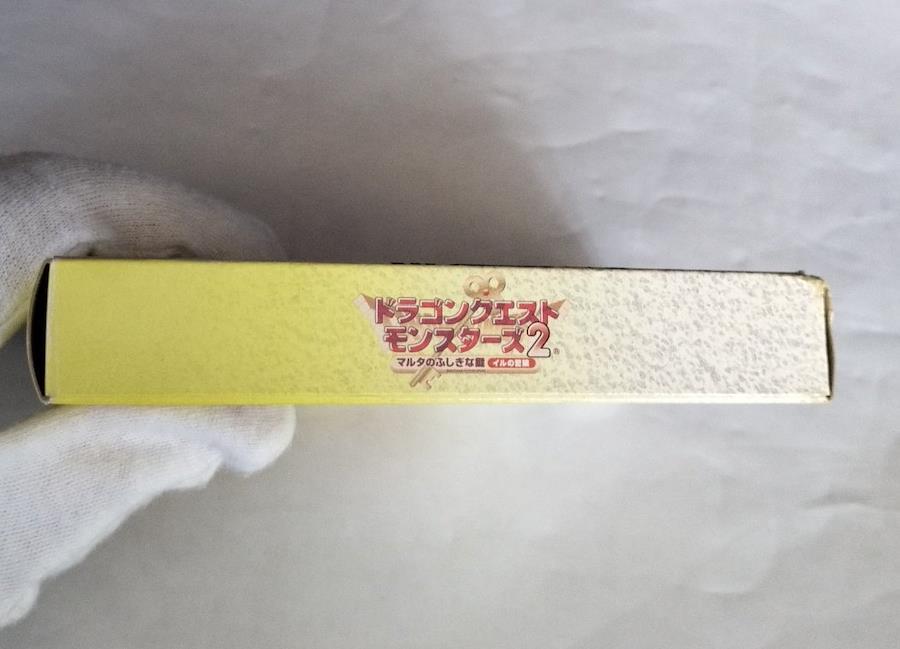 ドラゴンクエスト
モンスターズ2
マルタのふしぎな鍵 イルの冒険